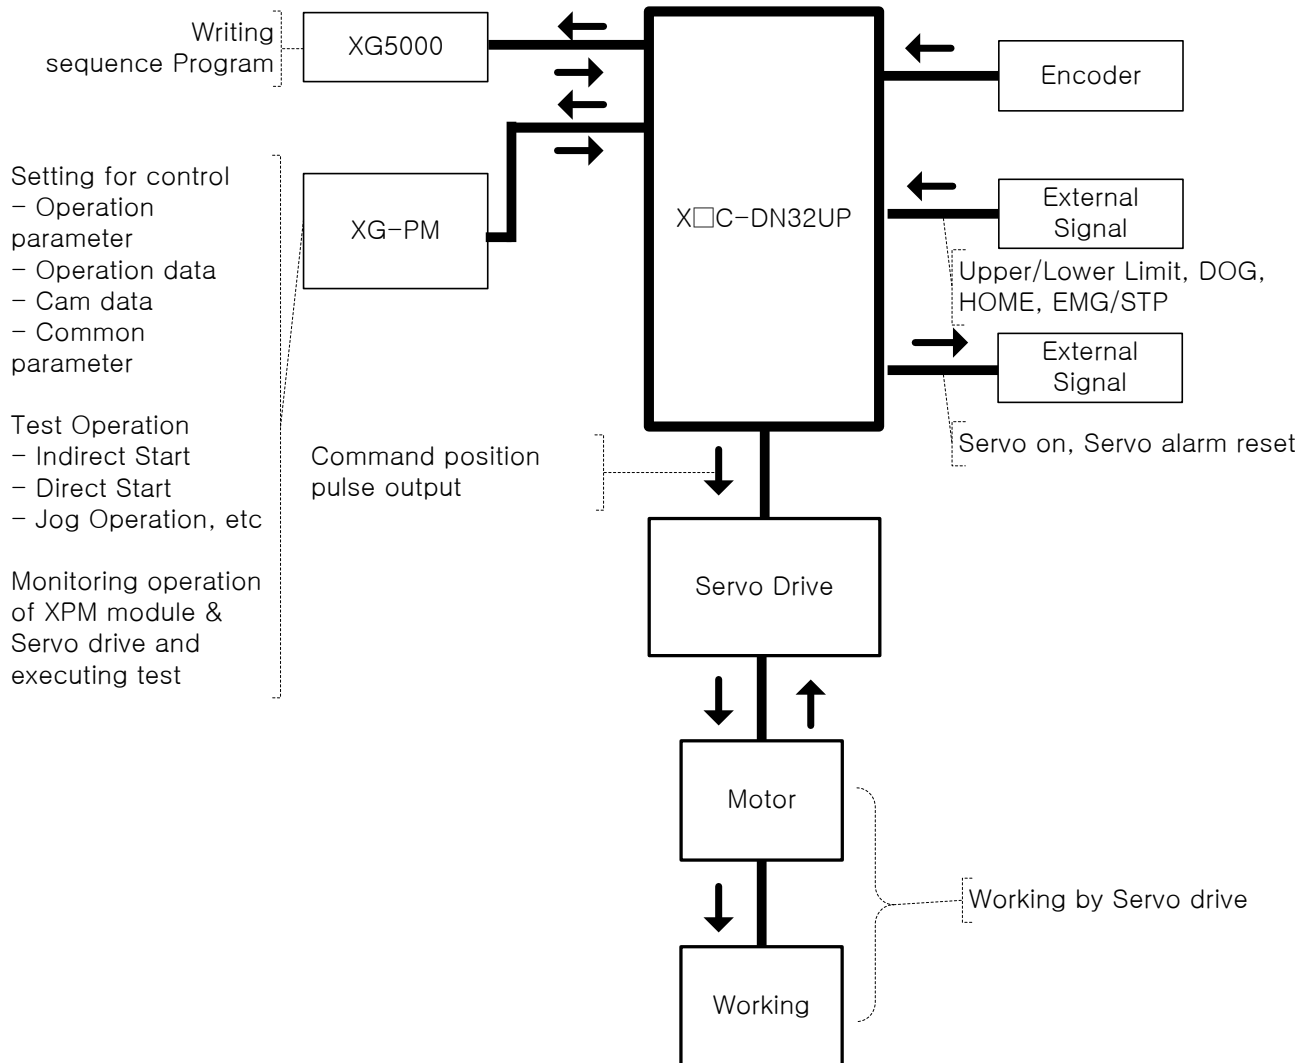 Writing
sequence Program
XG5000
Encoder
Setting for control
- Operation
parameter
- Operation data
- Cam data
- Common
parameter
Test Operation
- Indirect Start
- Direct Start
- Jog Operation, etc
Monitoring operation
of XPM module &
Servo drive and
executing test
XG-PM
X□C-DN32UP
External
Signal
Upper/Lower Limit, DOG,
HOME, EMG/STP
External
Signal
Servo on, Servo alarm reset
Command position
pulse output
Servo Drive
Motor
Working by Servo drive
Working